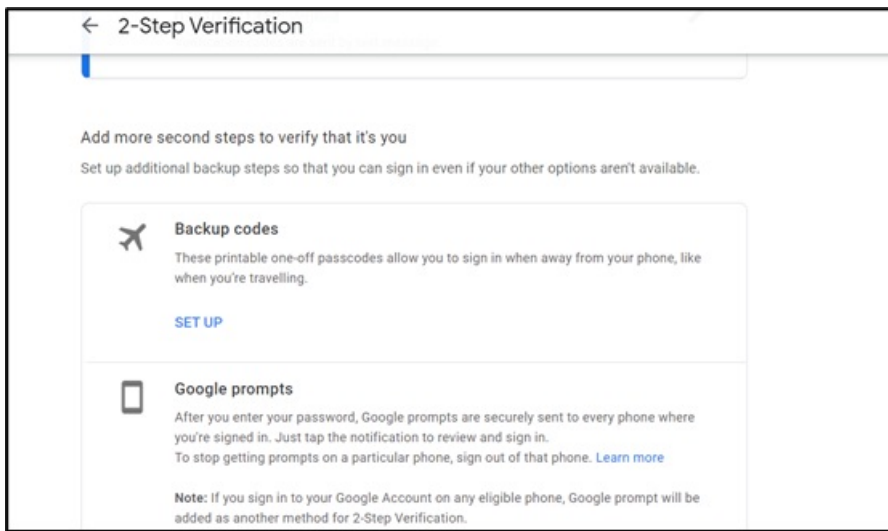 2-Step Verification
Add more second steps to verify that it's you
Set up additional backup steps so that you can sign in even if your other options aren't available.
Backup codes
These printable one-off passcodes allow you to sign in when away from your phone, like
when you're travelling.
SET UP
Google prompts
After you enter your password, Google prompts are securely sent to every phone where
you're signed in. Just tap the notification to review and sign in.
To stop getting prompts on a particular phone, sign out of that phone. Learn more
Note: If you sign in to your Google Account on any eligible phone, Google prompt will be
added as another method for 2-Step Verification.